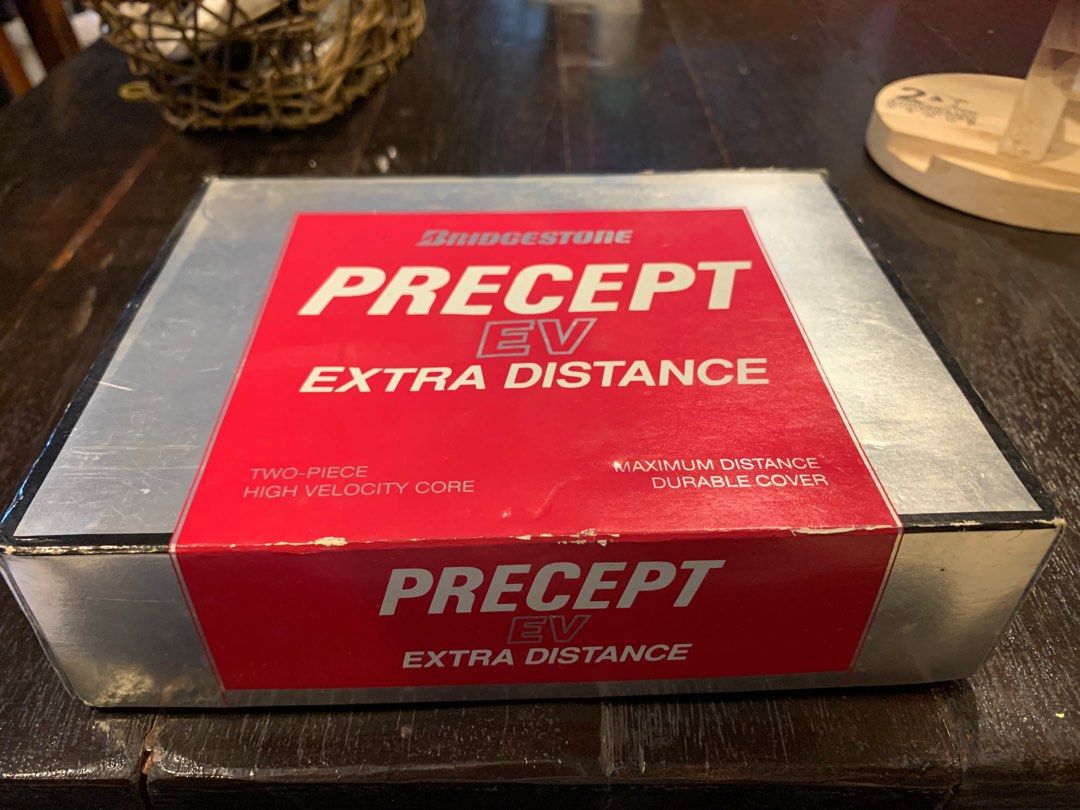 BRIDGESTONE
PRECEPT
EV
EXTRA DISTANCE
TWO-PIECE
HIGH VELOCITY CORE
MAXIMUM DISTANCE
DURABLE COVER
PRECEPT
EV
EXTRA DISTANCE